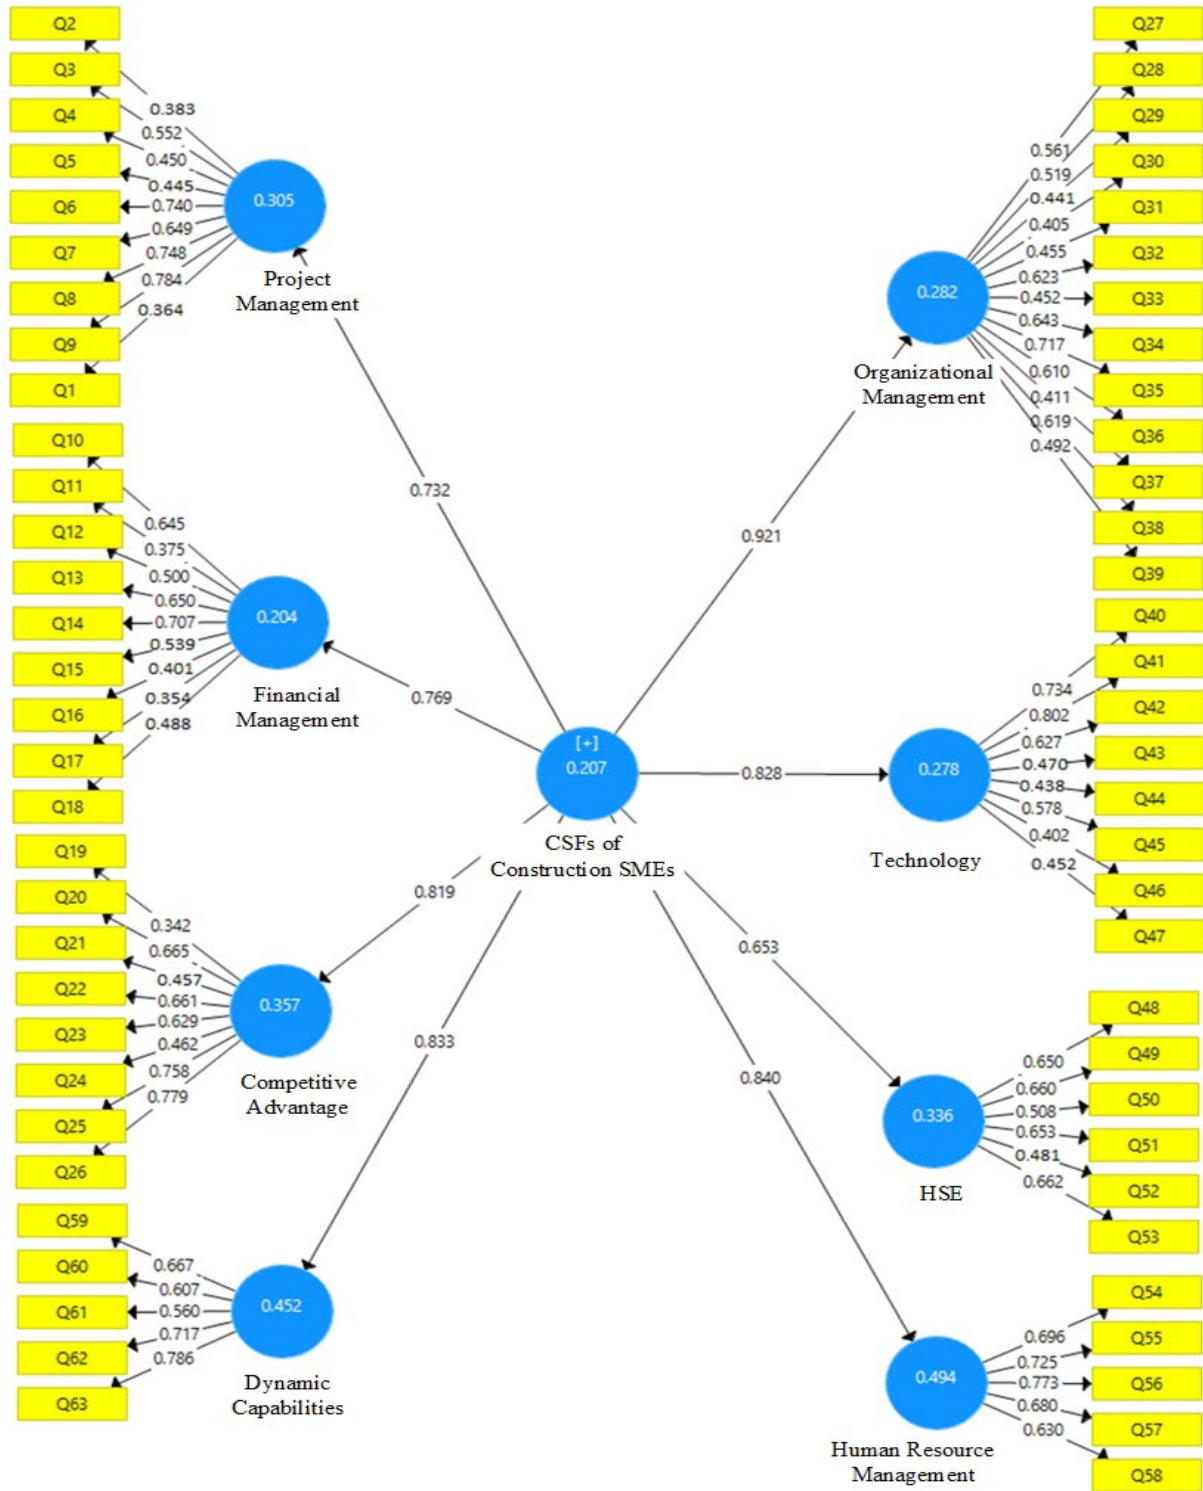 Q2
Q3
Q4
Q5
Q6
Q7
Q8
Q9
Q1
0.383
0.552
0.450
0.445
0.740
0.649
0.748
0.784
0.364
0.305
Project
Management
Q10
Q11
Q12
Q13
Q14
Q15
Q16
Q17
Q18
0.645
0.375
0.500
0.650
0.707
0.539
0.401
0.354
0.488
0.204
Financial
Management
Q19
Q20
Q21
Q22
Q23
Q24
Q25
Q26
0.342
0.665
0.457
0.661
0.629
0.462
0.758
0.779
0.357
Competitive
Advantage
Q59
Q60
Q61
Q62
Q63
0.667
0.607
0.560
0.717
0.786
0.452
Dynamic
Capabilities
0.732
0.769
0.819
0.833
[+]
0.207
CSFs of
Construction SMEs
0.921
0.828
0.653
0.840
0.282
Organizational
Management
0.561
0.519
0.441
0.405
0.455
0.623
0.452
0.643
0.717
0.610
0.411
0.619
0.492
Q27
Q28
Q29
Q30
Q31
Q32
Q33
Q34
Q35
Q36
Q37
Q38
Q39
0.278
Technology
0.734
0.802
0.627
0.470
0.438
0.578
0.402
0.452
Q40
Q41
Q42
Q43
Q44
Q45
Q46
Q47
0.336
HSE
0.650
0.660
0.508
0.653
0.481
0.662
Q48
Q49
Q50
Q51
Q52
Q53
0.494
Human Resource
Management
0.696
0.725
0.773
0.680
0.630
Q54
Q55
Q56
Q57
Q58